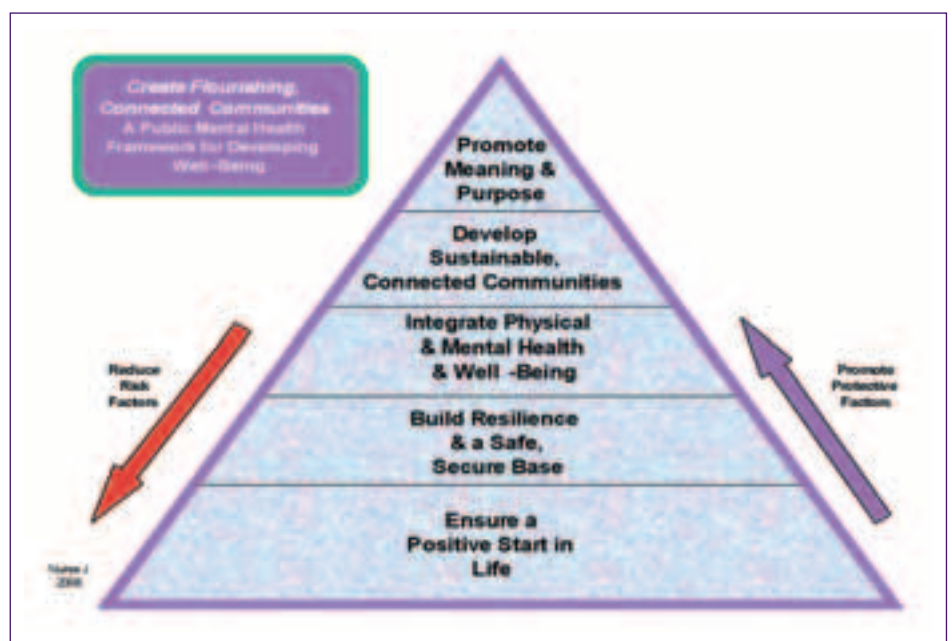 Create Flourishing,
Connected Communities
A Public Mental Health
Framework for Developing
Well-Being
Promote
Meaning &
Purpose
Develop
Sustainable,
Connected Communities
Integrate Physical
& Mental Health
& Well -Being
Build Resilience
& a Safe,
Secure Base
Ensure a
Positive Start in
Life
Reduce
Risk
Factors
Promote
Protective
Factors